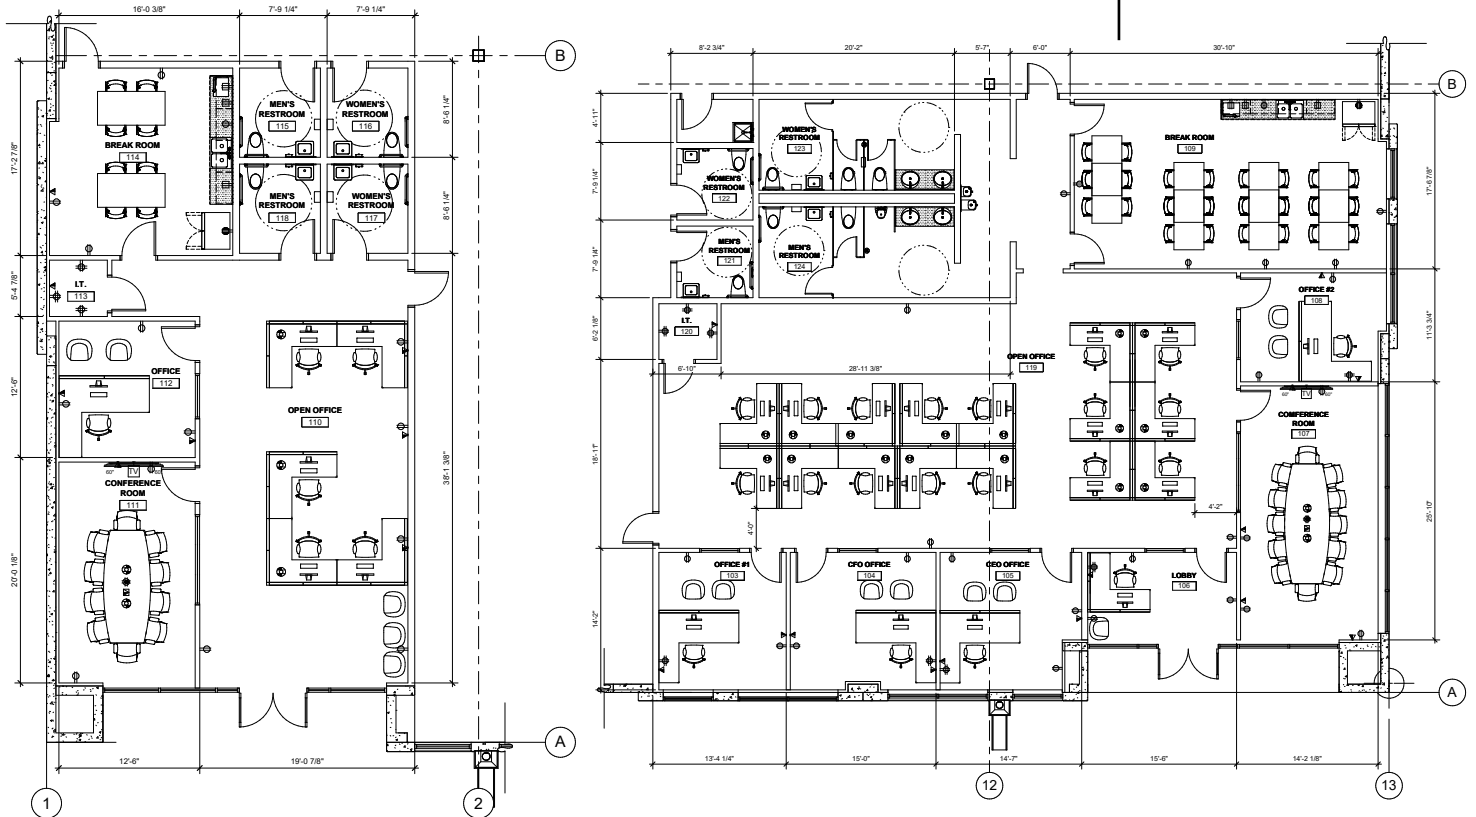 16'-0 3/8"
7'-9 1/4"
7'-9 1/4"
B
17'-2 7/8"
5'-4 7/8"
12'-6"
20'-0 1/8"
8'-6 1/4"
8'-6 1/4"
38'-1 3/8"
BREAK ROOM
114
MEN'S
RESTROOM
115
WOMEN'S
RESTROOM
116
MEN'S
RESTROOM
118
WOMEN'S
RESTROOM
117
I.T.
113
OFFICE
112
OPEN OFFICE
110
60"
TV
60"
CONFERENCE
ROOM
111
A
12'-6"
19'-0 7/8"
1
2
8'-2 3/4"
20'-2"
5'-7"
6'-0"
30'-10"
B
4'-11"
7'-9 1/4"
7'-9 1/4"
6'-2 1/8"
18'-11"
14'-2"
17'-6 7/8"
11'-3 3/4"
25'-10"
WOMEN'S
RESTROOM
123
BREAK ROOM
109
WOMEN'S
RESTROOM
122
MEN'S
RESTROOM
121
MEN'S
RESTROOM
124
OFFICE #2
108
I.T.
120
OPEN OFFICE
119
6'-10"
28'-11 3/8"
60"
TV
60"
COMFERENCE
ROOM
107
4'-2"
4'-0"
OFFICE #1
103
CFO OFFICE
104
CEO OFFICE
105
LOBBY
106
A
13'-4 1/4"
15'-0"
14'-7"
15'-6"
14'-2 1/8"
12
13